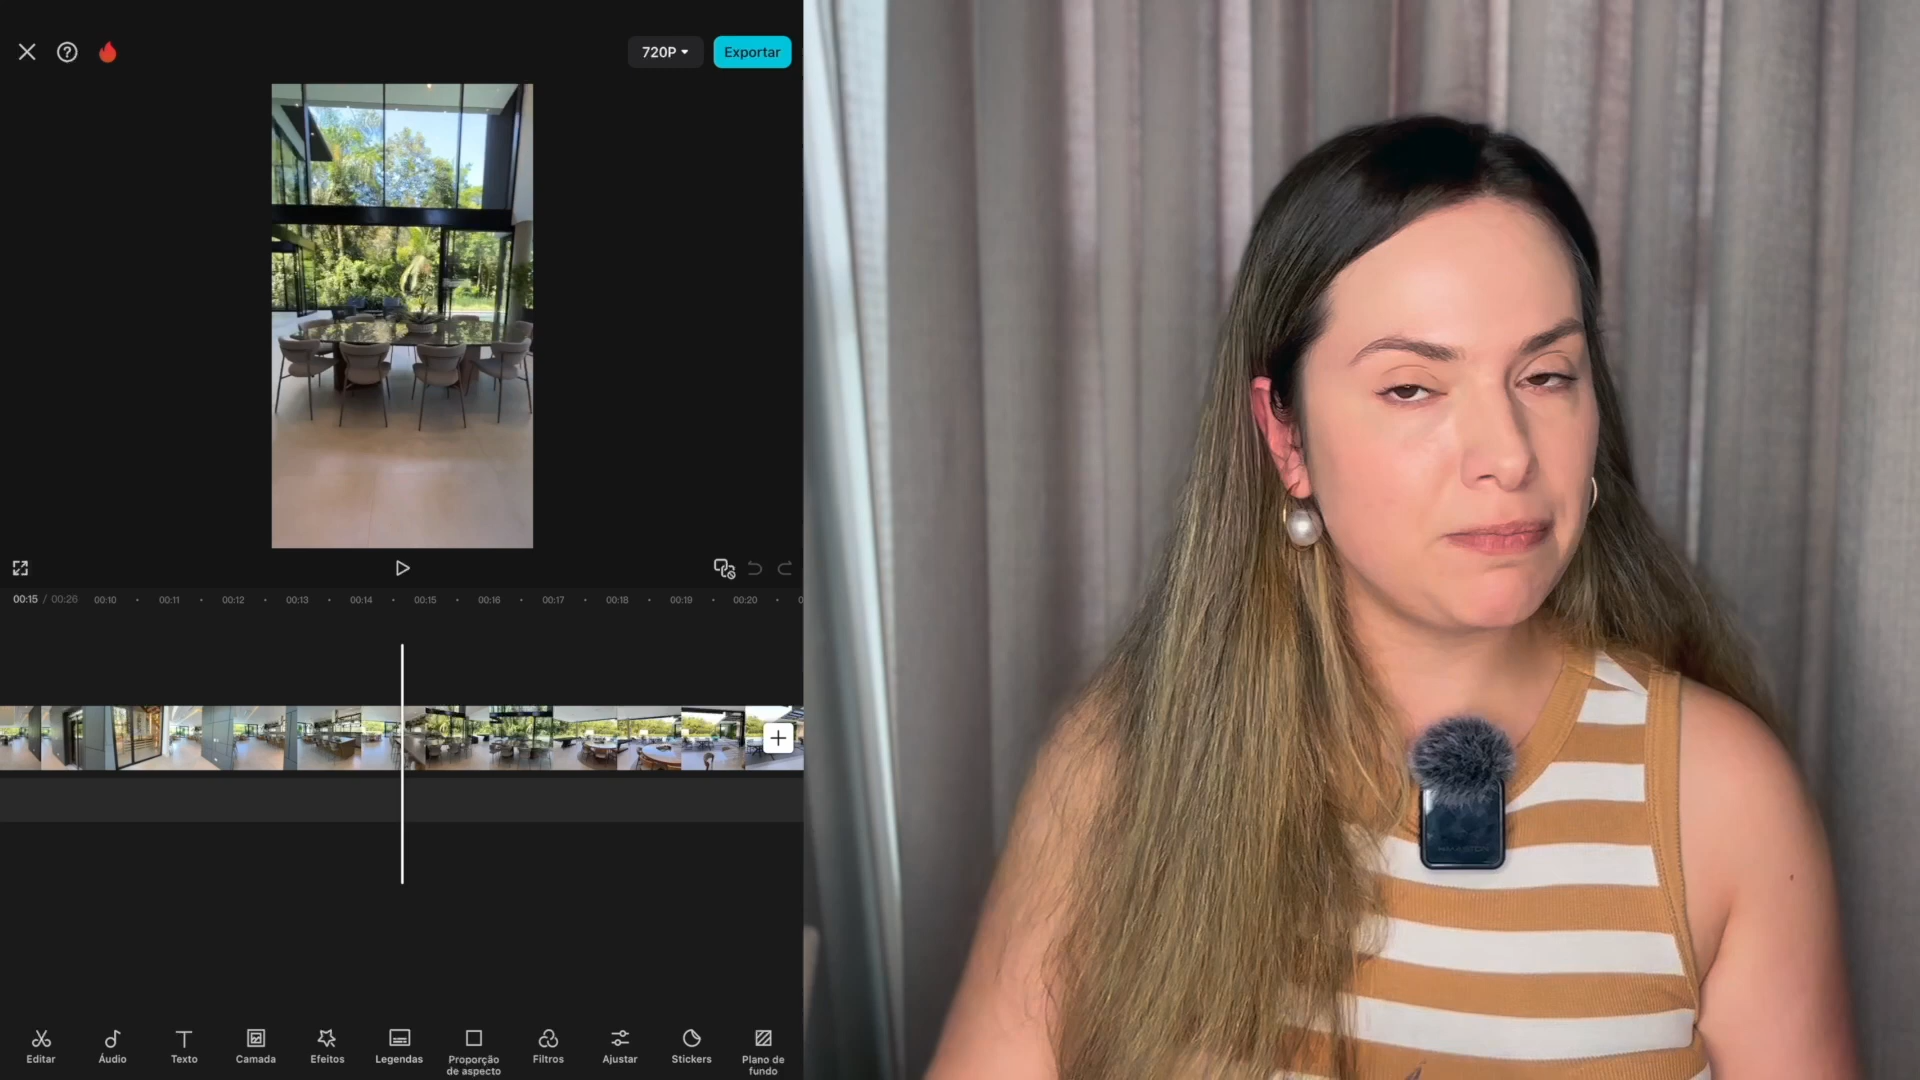 720P
Exportar
00:15 / 00:26 00:10 00:11 00:12 00:13 00:14 00:15 00:16 00:17 00:18 00:19 00:20
Editar
Áudio
Texto
Camada
Efeitos
Legendas
Proporção
de aspecto
Filtros
Ajustar
Stickers
Plano de
fundo